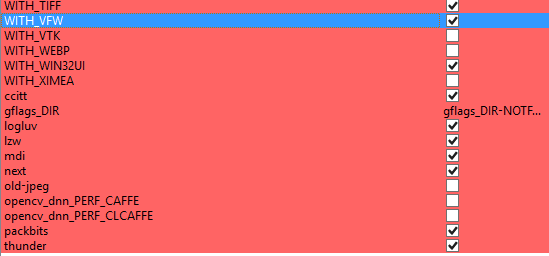 WITH_TIFF
WITH_VFW
WITH_VTK
WITH_WEBP
WITH_WIN32UI
WITH_XIMEA
ccitt
gflags_DIR gflags_DIR-NOTF...
logluv
lzw
mdi
next
old-jpeg
opencv_dnn_PERF_CAFFE
opencv_dnn_PERF_CLCAFFE
packbits
thunder